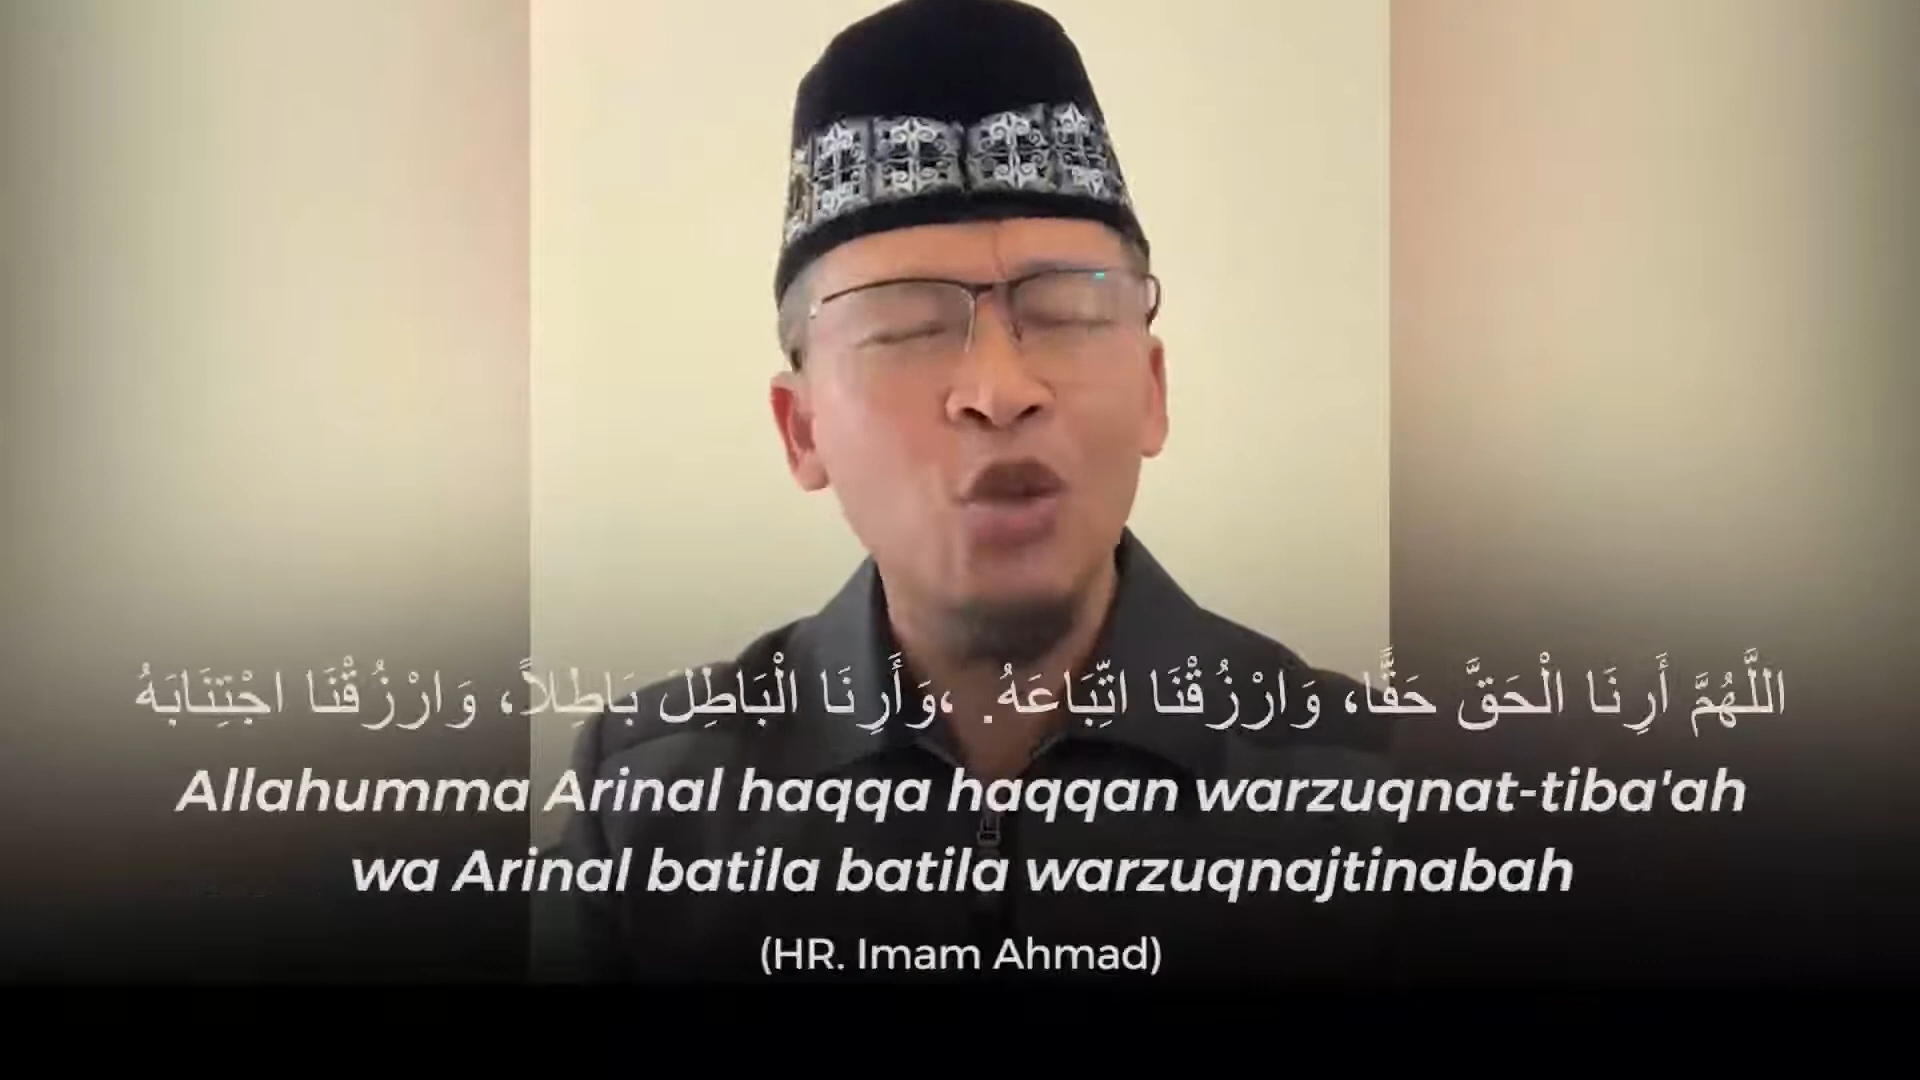 اللَّهُمَّ أَرِنَا الْحَقَّ حَقًّا، وَارْزُقْنَا اتِّبَاعَهُ. ،وَأَرِنَا الْبَاطِلَ بَاطِلاً، وَارْزُقْنَا اجْتِنَابَهُ
Allahumma Arinal haqqa haqqan warzuqnat-tiba'ah
wa Arinal batila batila warzuqnajtinabah
(HR. Imam Ahmad)